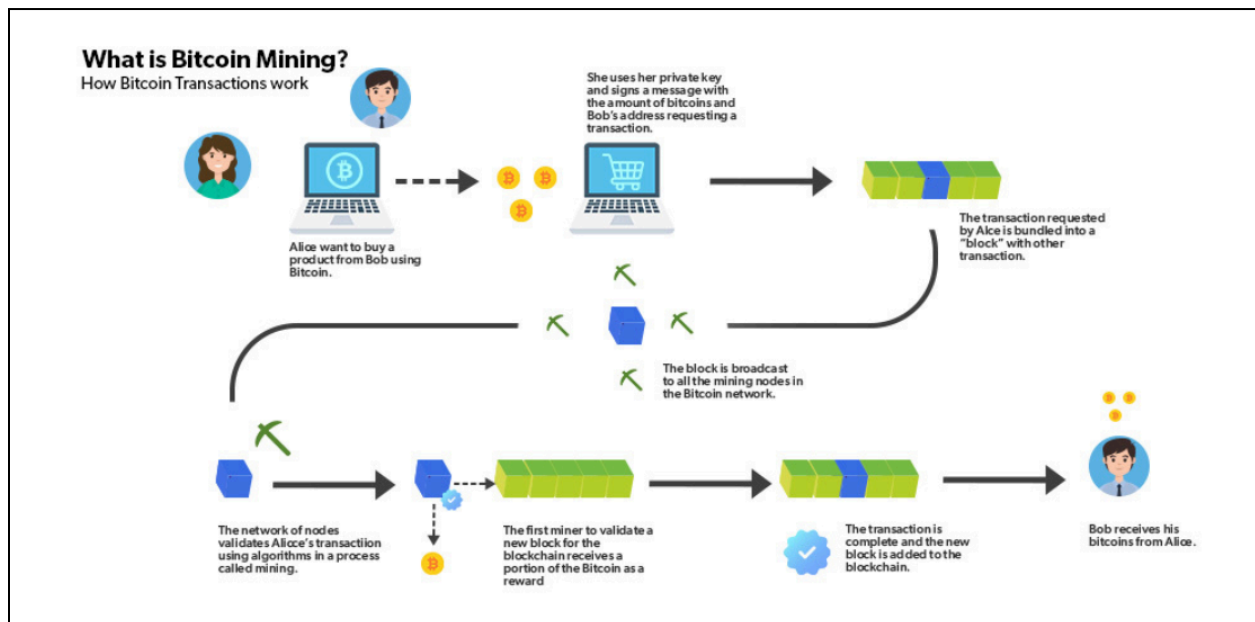 What is Bitcoin Mining?
How Bitcoin Transactions work
She uses her private key
and signs a message with
the amount of bitcoins and
Bob's address requesting a
transaction.
Alice want to buy a
product from Bob using
Bitcoin.
The transaction requested
by Alce is bundled into a
"block" with other
transaction.
The block is broadcast
to all the mining nodes in
the Bitcoin network.
The network of nodes
validates Alicce's transactiion
using algorithms in a process
called mining.
The first miner to validate a
new block for the
blockchain receives a
portion of the Bitcoin as a
reward
The transaction is
complete and the new
block is added to the
blockchain.
Bob receives his
bitcoins from Alice.